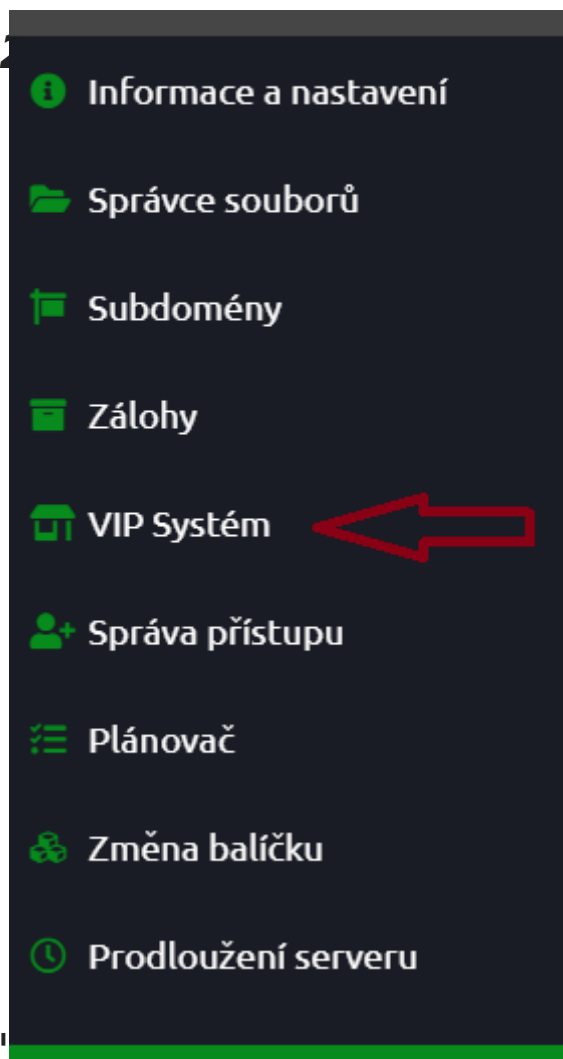 Informace a nastavení
Správce souborů
Subdomény
Zálohy
VIP Systém
Správa přístupu
Plánovač
Změna balíčku
Prodloužení serveru